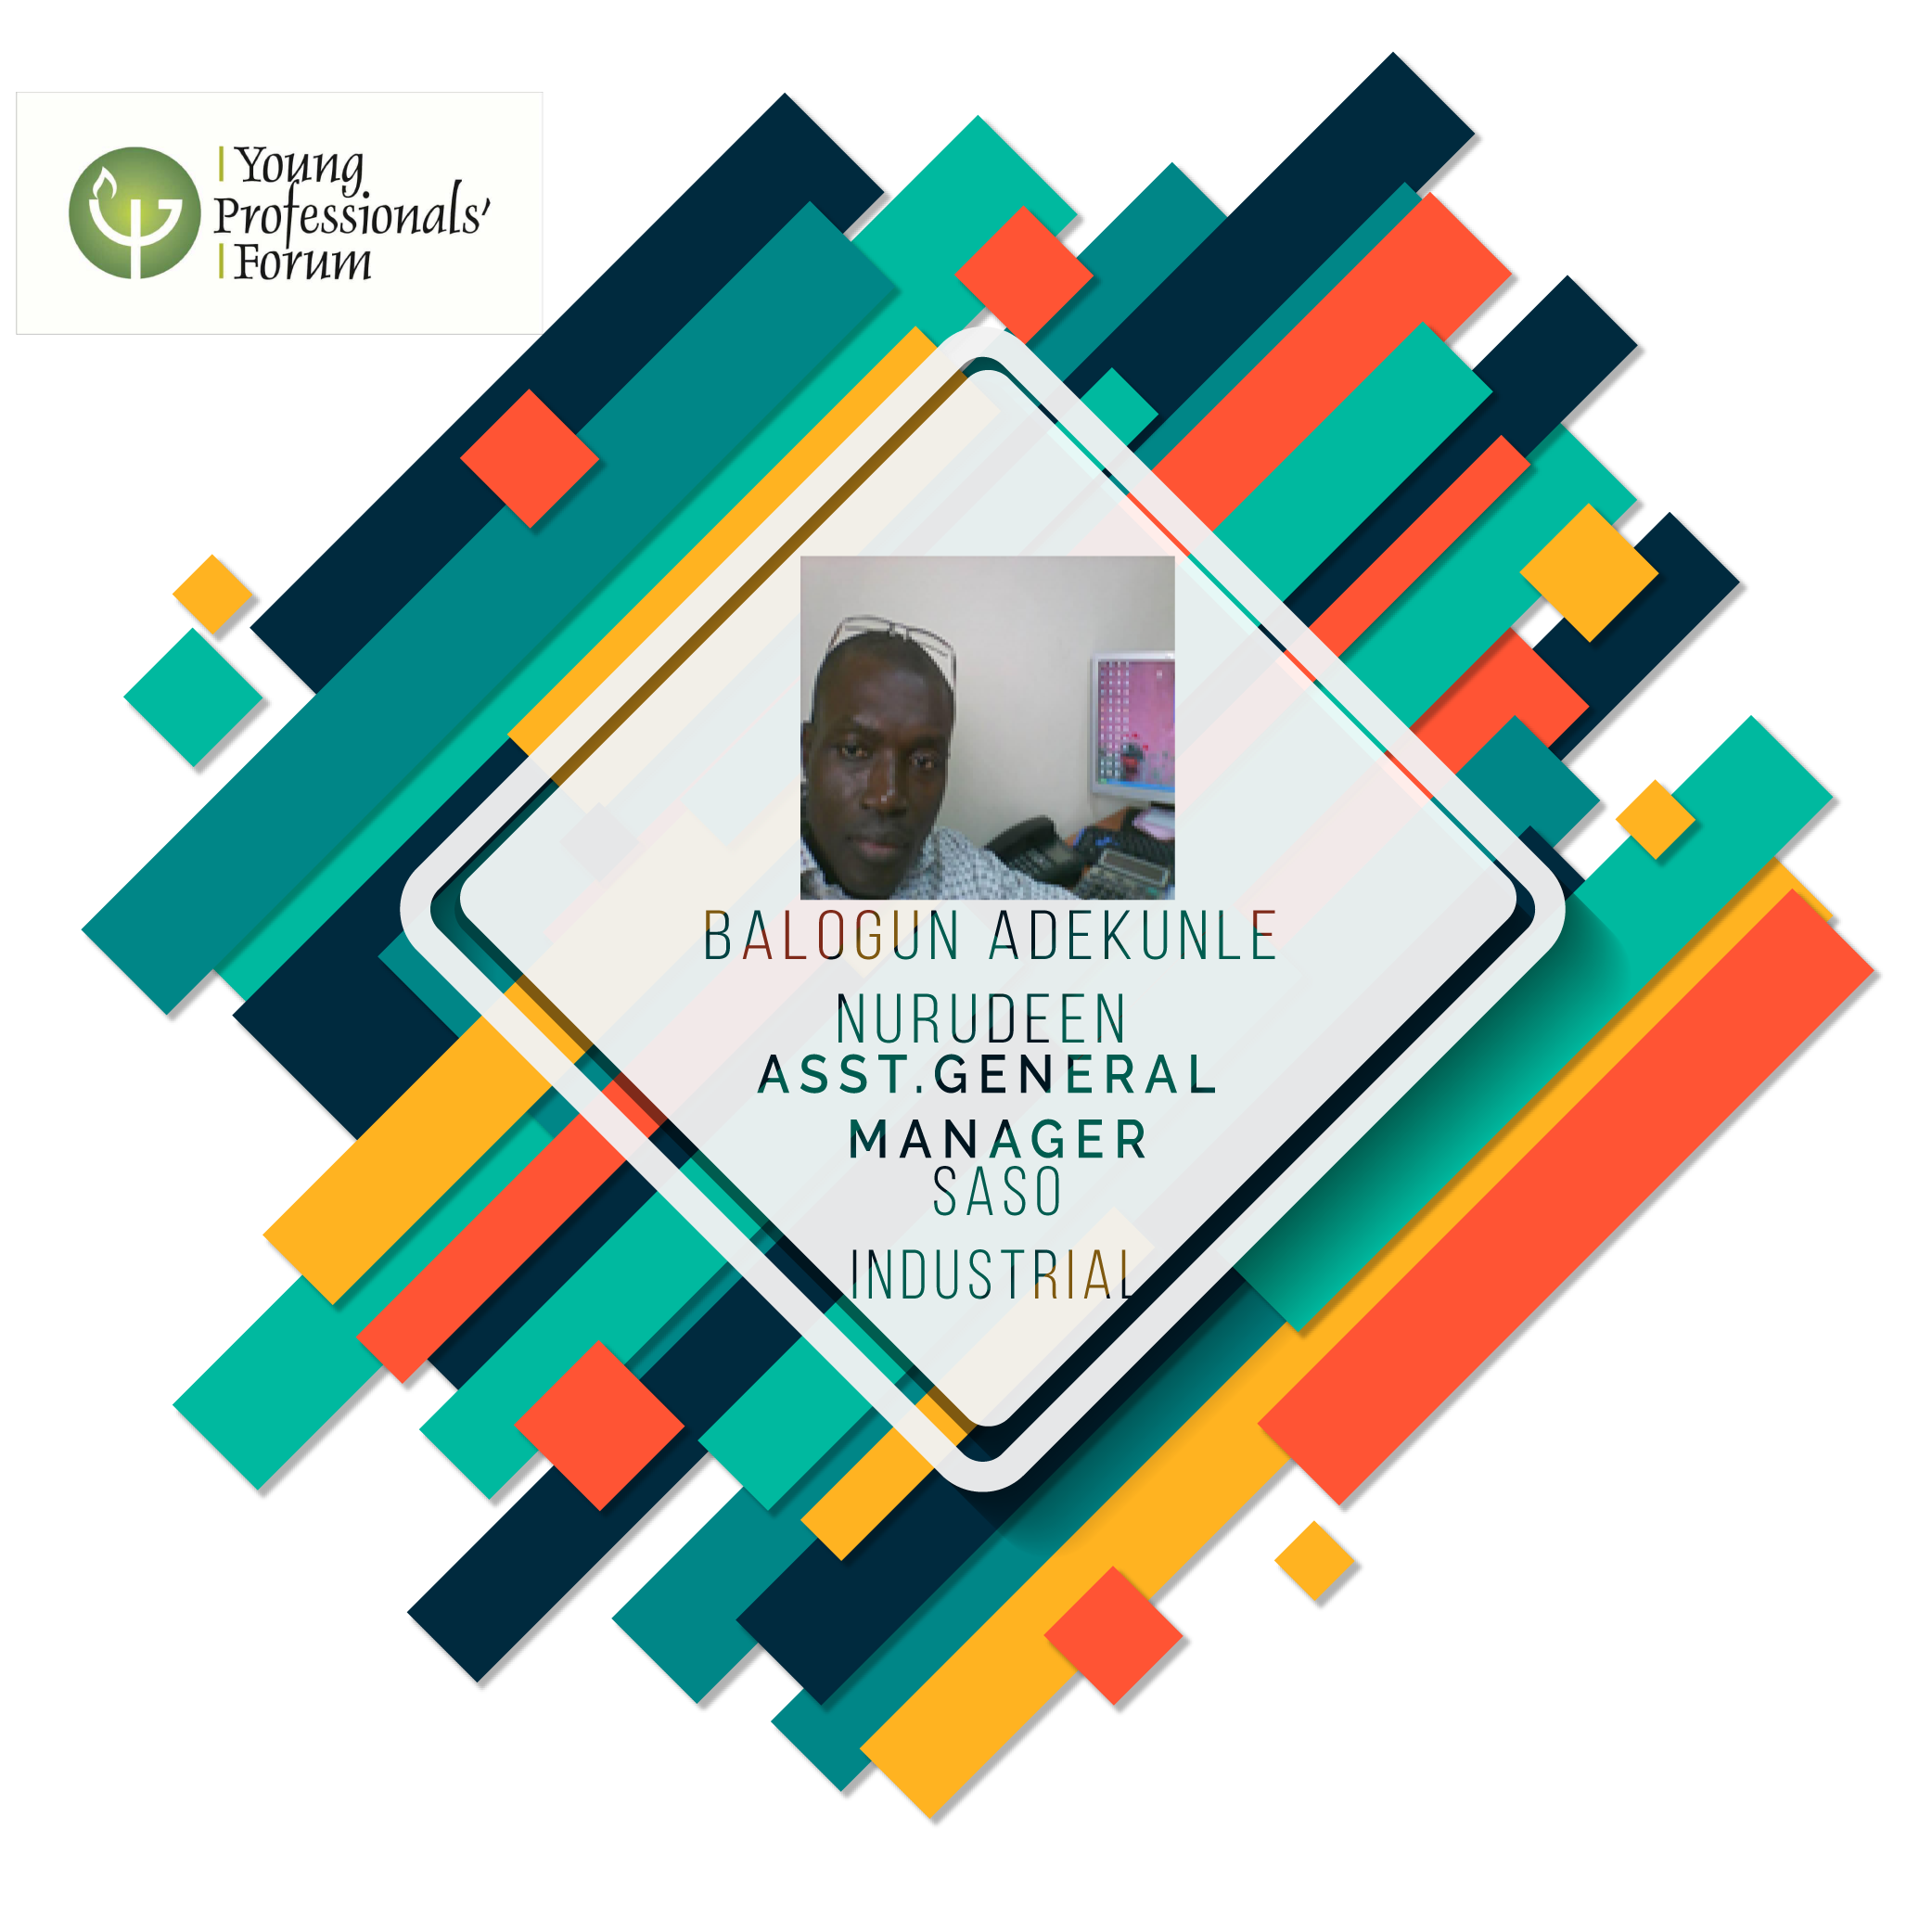 Young
Professionals'
Forum
BALOGUN ADEKUNLE
NURUDEEN
ASST.GENERAL
MANAGER
SASO
INDUSTRIAL